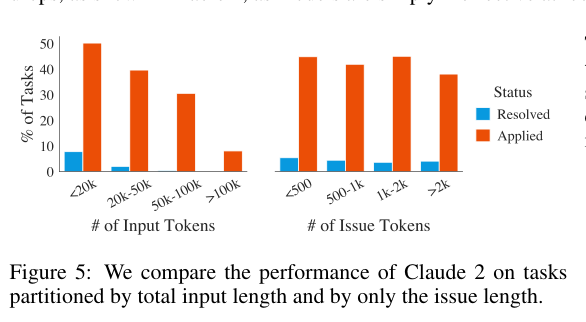 50
40
30
20
10
0
% of Tasks
<20k
20k-50k
50k-100k
>100k
# of Input Tokens
<500
500-1k
1k-2k
>2k
# of Issue Tokens
Status
Resolved
Applied
Figure 5: We compare the performance of Claude 2 on tasks
partitioned by total input length and by only the issue length.